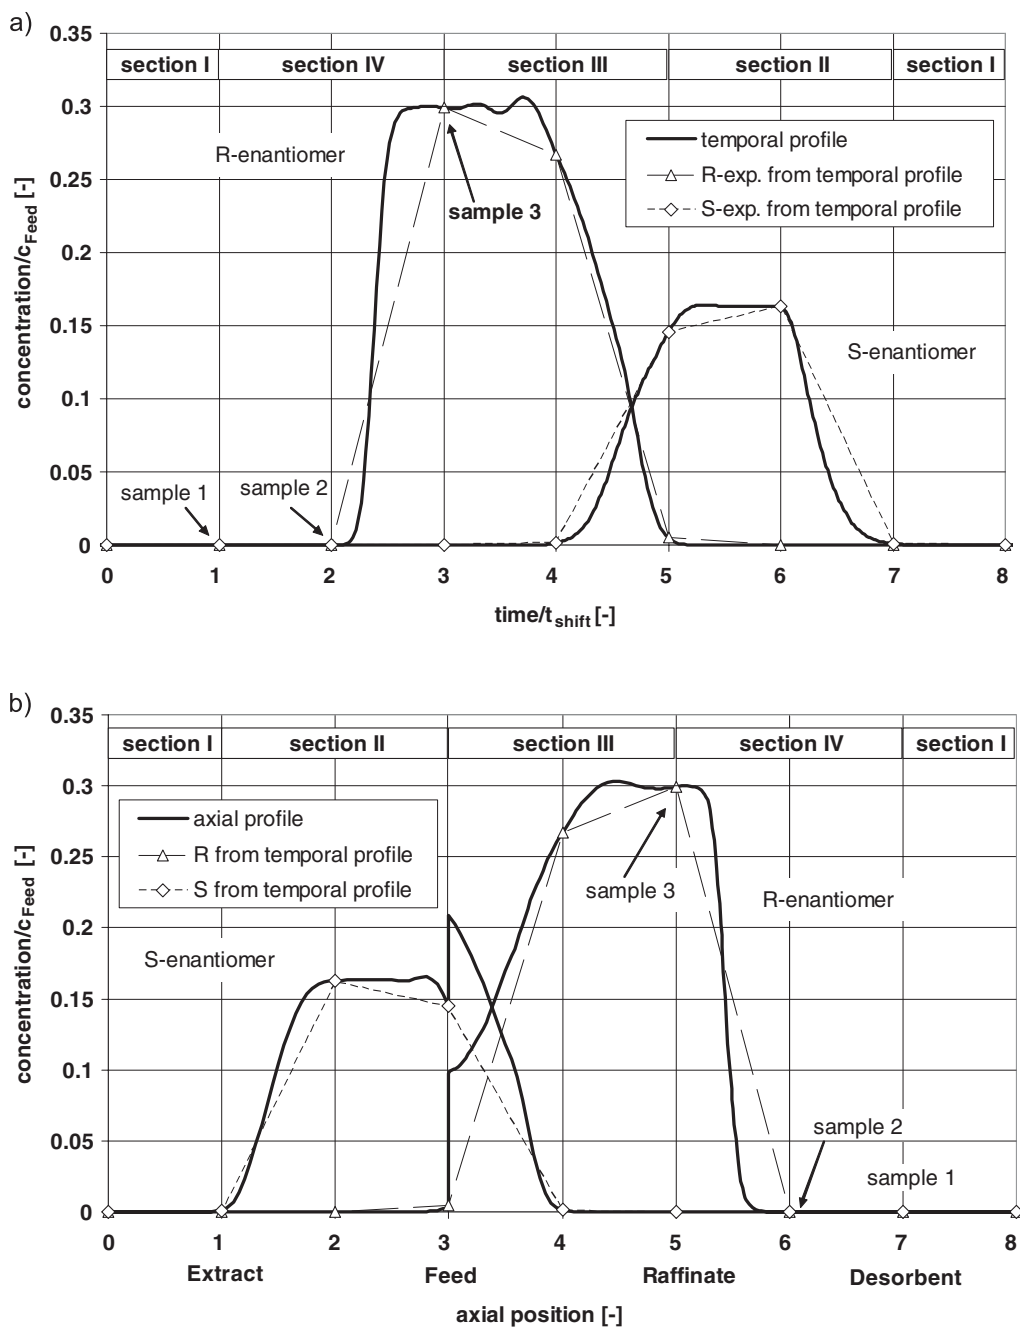 a)
0.35
section I section IV section III section II section I
0.3
R-enantiomer
temporal profile
R-exp. from temporal profile
S-exp. from temporal profile
0.25
sample 3
0.2
0.15
S-enantiomer
0.1
0.05
sample 1
sample 2
0
concentration/cFeed [-]
0 1 2 3 4 5 6 7 8
time/tshift [-]
b)
0.35
section I section II section III section IV section I
0.3
axial profile
R from temporal profile
S from temporal profile
0.25
sample 3
R-enantiomer
0.2
S-enantiomer
0.15
0.1
sample 2
0.05
sample 1
0
concentration/cFeed [-]
0 1 2 3 4 5 6 7 8
Extract Feed Raffinate Desorbent
axial position [-]